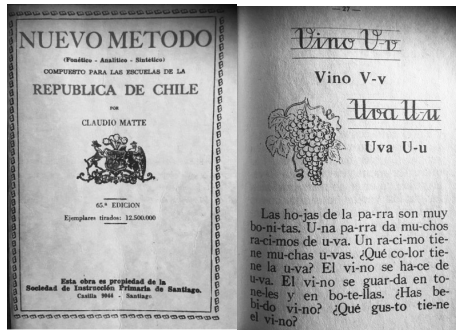 NUEVO METODO
(Fonético - Analítico - Sintético)
COMPUESTO PARA LAS ESCUELAS DE LA
REPUBLICA DE CHILE
POR
CLAUDIO MATTE
65.ª EDICION
Ejemplares tirados: 12.500.000
Esta obra es propiedad de la
Sociedad de Instrucción Primaria de Santiago.
Casilla 9044 - Santiago
— 27 —
Vino V v
Vino V-v
Uva U u
Uva U-u
Las ho-jas de la pa-rra son muy
bo-ni-tas. U-na pa-rra da mu-chos
ra-ci-mos de u-va. Un ra-ci-mo tie-
ne mu-chas u-vas. ¿Qué co-lor tie-
ne la u-va? El vi-no se ha-ce de
u-va. El vi-no se guar-da en to-
ne-les y en bo-te-llas. ¿Has be-
bi-do vi-no? ¿Qué gus-to tie-ne
el vi-no?